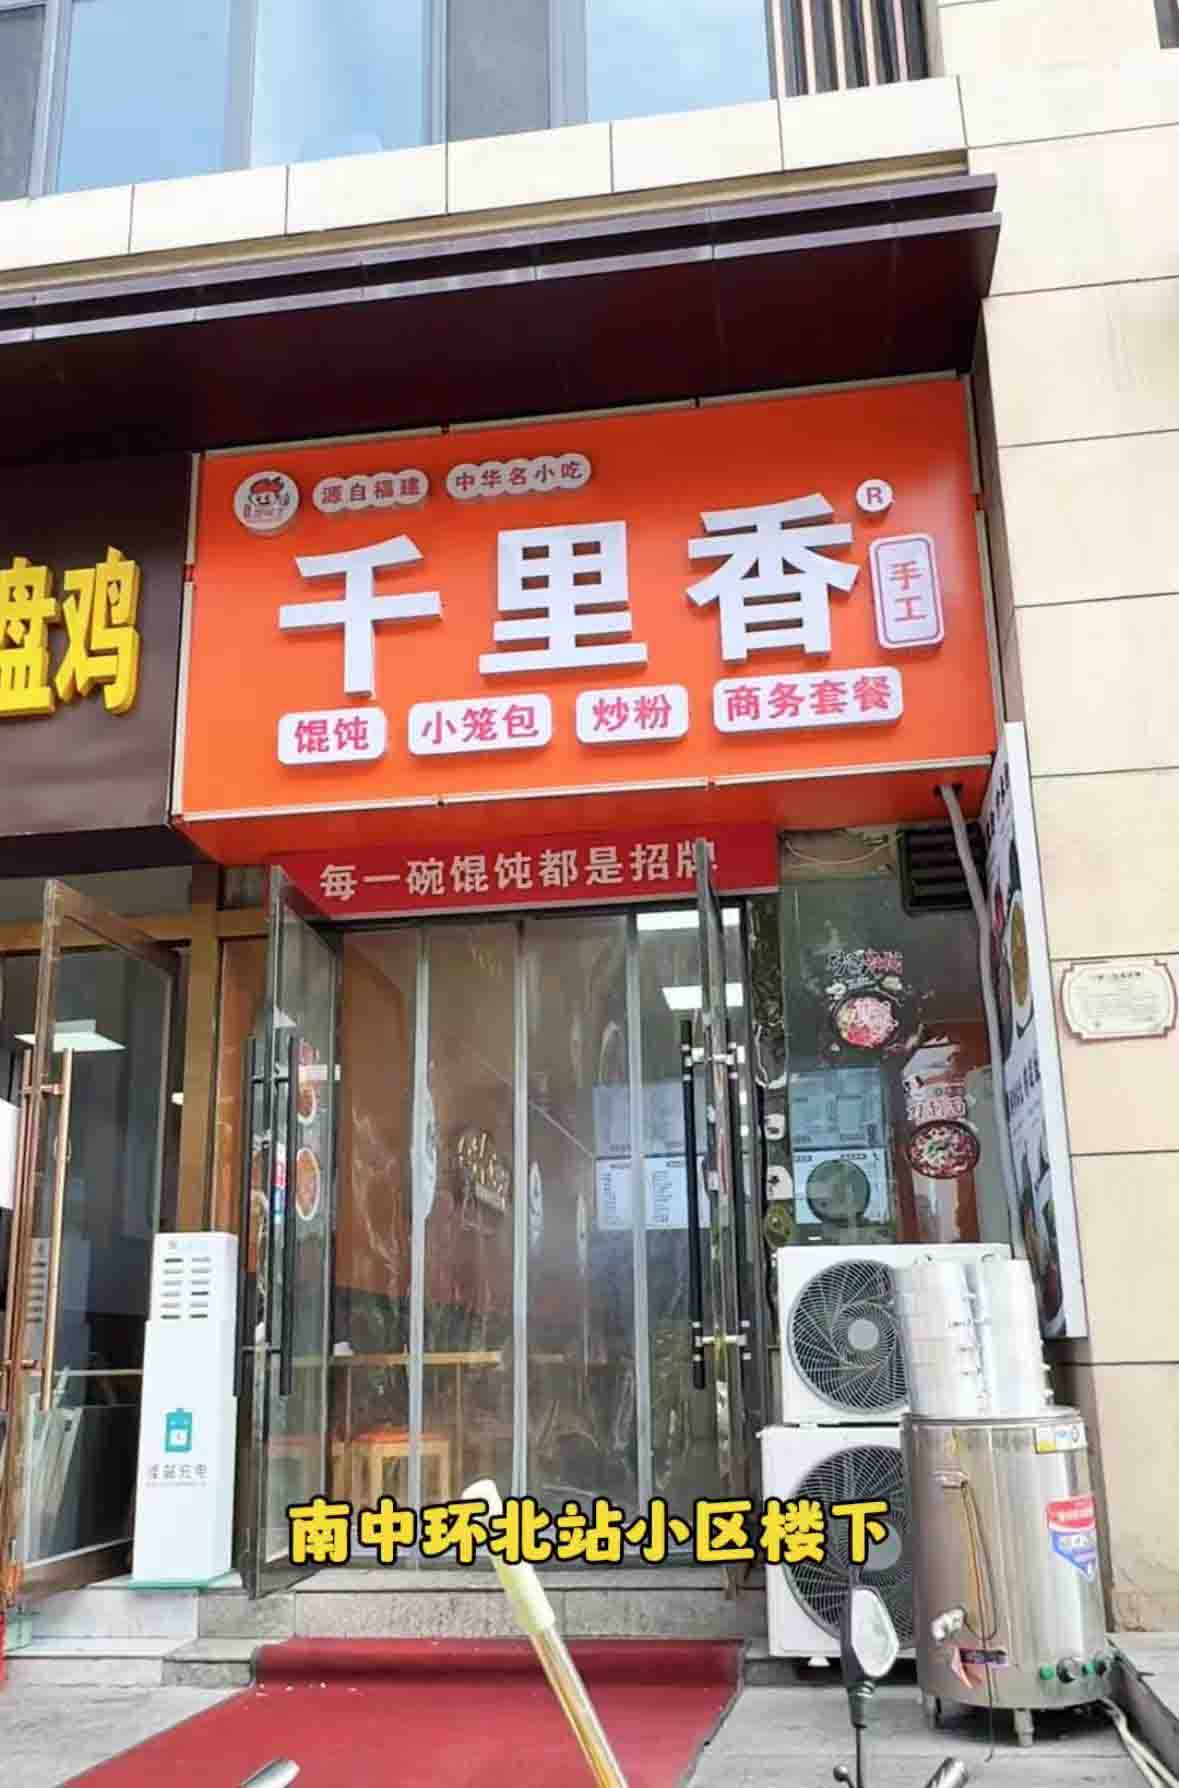 源自福建 中华名小吃
千里香®
手工
盘鸡
馄饨 小笼包 炒粉 商务套餐
每一碗馄饨都是招牌
南中环北站小区楼下